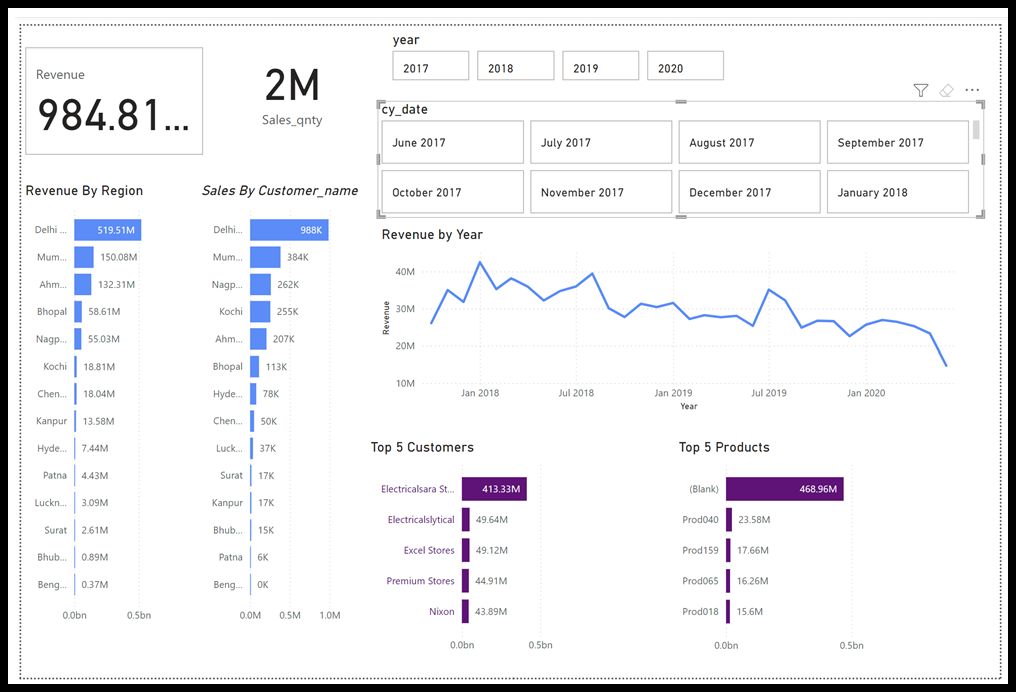 Revenue
984.81...
2M
Sales_qnty
year
2017
2018
2019
2020
cy_date
June 2017
July 2017
August 2017
September 2017
October 2017
November 2017
December 2017
January 2018
Revenue By Region
Delhi ...
519.51M
Mum...
150.08M
Ahm...
132.31M
Bhopal
58.61M
Nagp...
55.03M
Kochi
18.81M
Chen...
18.04M
Kanpur
13.58M
Hyde...
7.44M
Patna
4.43M
Luckn...
3.09M
Surat
2.61M
Bhub...
0.89M
Beng...
0.37M
0.0bn
0.5bn
Sales By Customer_name
Delhi...
988K
Mum...
384K
Nagp...
262K
Kochi
255K
Ahm...
207K
Bhopal
113K
Hyde...
78K
Chen...
50K
Luck...
37K
Surat
17K
Kanpur
17K
Bhub...
15K
Patna
6K
Beng...
0K
0.0M
0.5M
1.0M
Revenue by Year
Revenue
40M
30M
20M
10M
Jan 2018
Jul 2018
Jan 2019
Jul 2019
Jan 2020
Year
Top 5 Customers
Electricalsara St...
413.33M
Electricalslytical
49.64M
Excel Stores
49.12M
Premium Stores
44.91M
Nixon
43.89M
0.0bn
0.5bn
Top 5 Products
(Blank)
468.96M
Prod040
23.58M
Prod159
17.66M
Prod065
16.26M
Prod018
15.6M
0.0bn
0.5bn